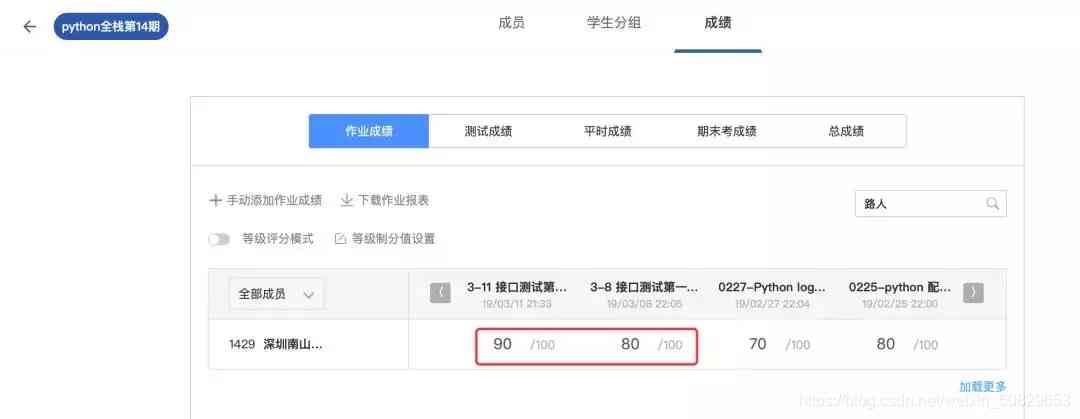 python全栈第14期
成员 学生分组 成绩
作业成绩 测试成绩 平时成绩 期末考成绩 总成绩
手动添加作业成绩 下载作业报表 路人
等级评分模式 等级制分值设置
全部成员 3-11 接口测试第... 3-8 接口测试第一... 0227-Python log... 0225-python 配...
19/03/11 21:33 19/03/08 22:05 19/02/27 22:04 19/02/25 22:00
1429 深圳南山... 90 /100 80 /100 70 /100 80 /100
加载更多